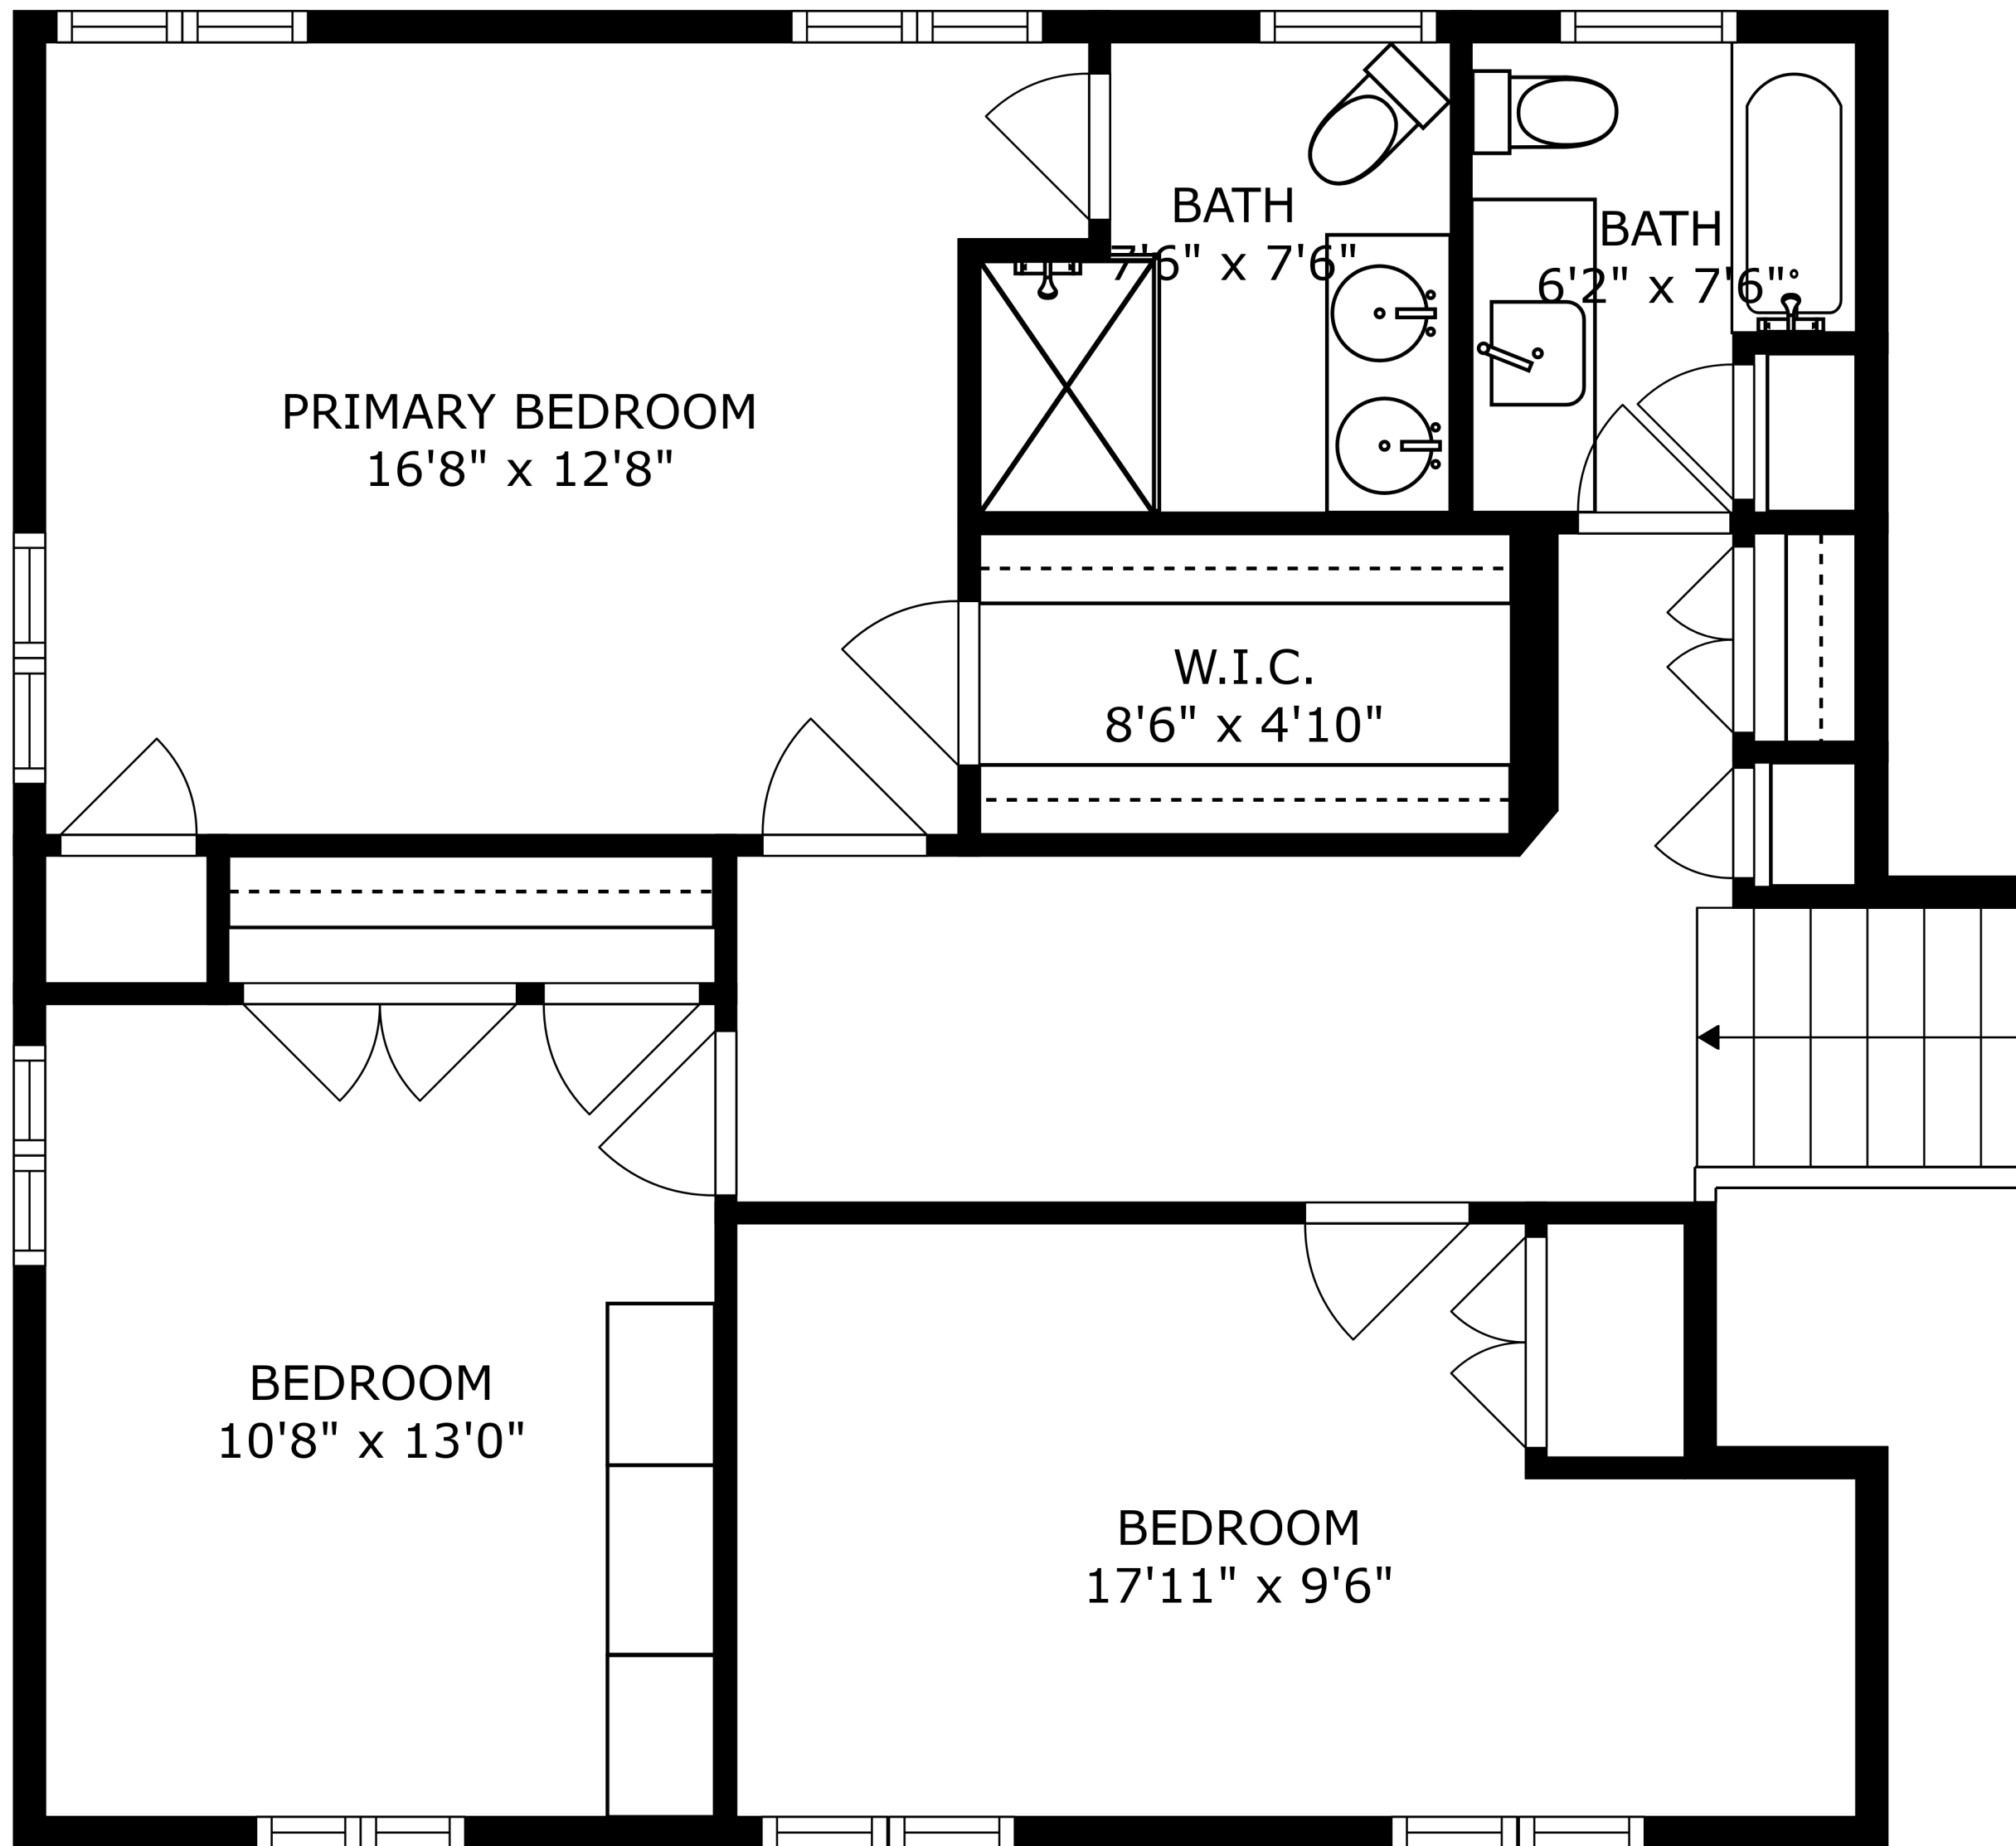 BATH
7'6" x 7'6"
BATH
6'2" x 7'6"
PRIMARY BEDROOM
16'8" x 12'8"
W.I.C.
8'6" x 4'10"
BEDROOM
10'8" x 13'0"
BEDROOM
17'11" x 9'6"